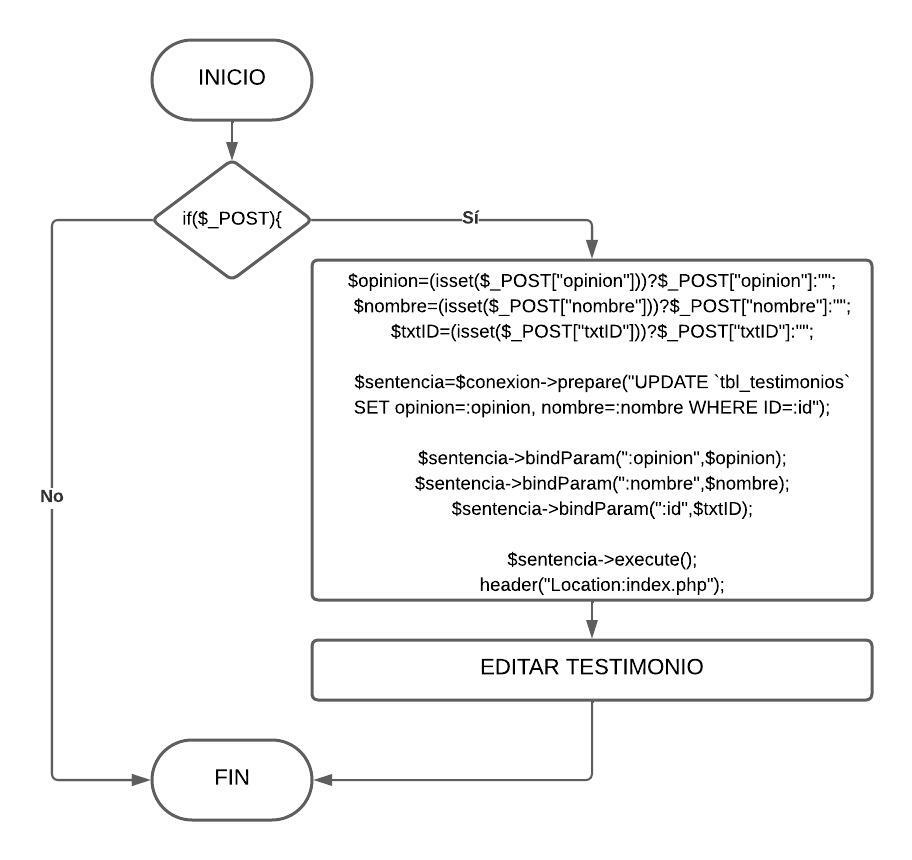 INICIO
if($_POST){
Sí
$opinion=(isset($_POST["opinion"]))?$_POST["opinion"]:"";
$nombre=(isset($_POST["nombre"]))?$_POST["nombre"]:"";
$txtID=(isset($_POST["txtID"]))?$_POST["txtID"]:"";
$sentencia=$conexion->prepare("UPDATE `tbl_testimonios`
SET opinion=:opinion, nombre=:nombre WHERE ID=:id");
$sentencia->bindParam(":opinion",$opinion);
$sentencia->bindParam(":nombre",$nombre);
$sentencia->bindParam(":id",$txtID);
$sentencia->execute();
header("Location:index.php");
No
EDITAR TESTIMONIO
FIN